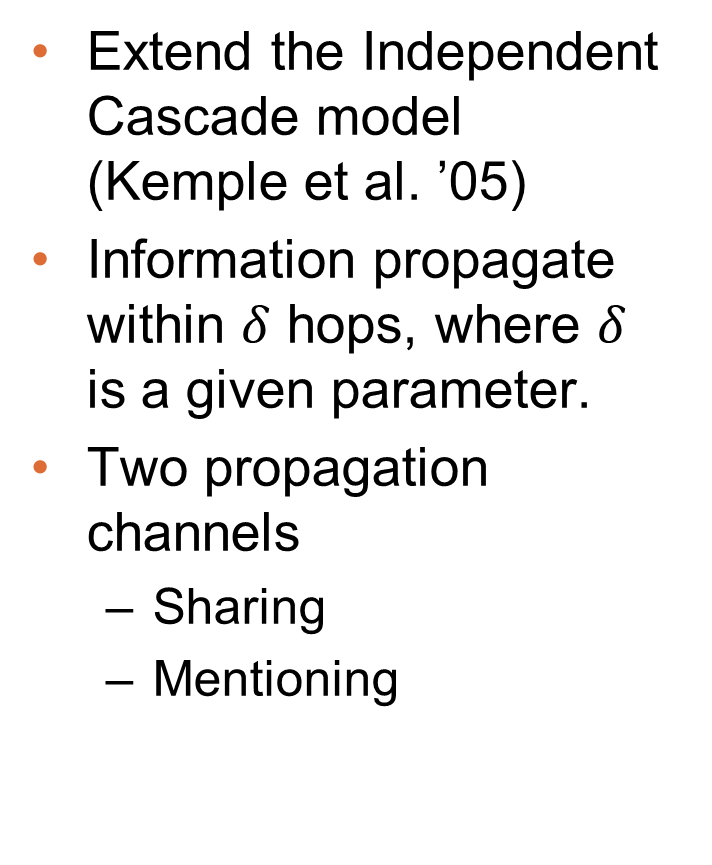 • Extend the Independent
Cascade model
(Kemple et al. ’05)
• Information propagate
within 𝛿 hops, where 𝛿
is a given parameter.
• Two propagation
channels
– Sharing
– Mentioning